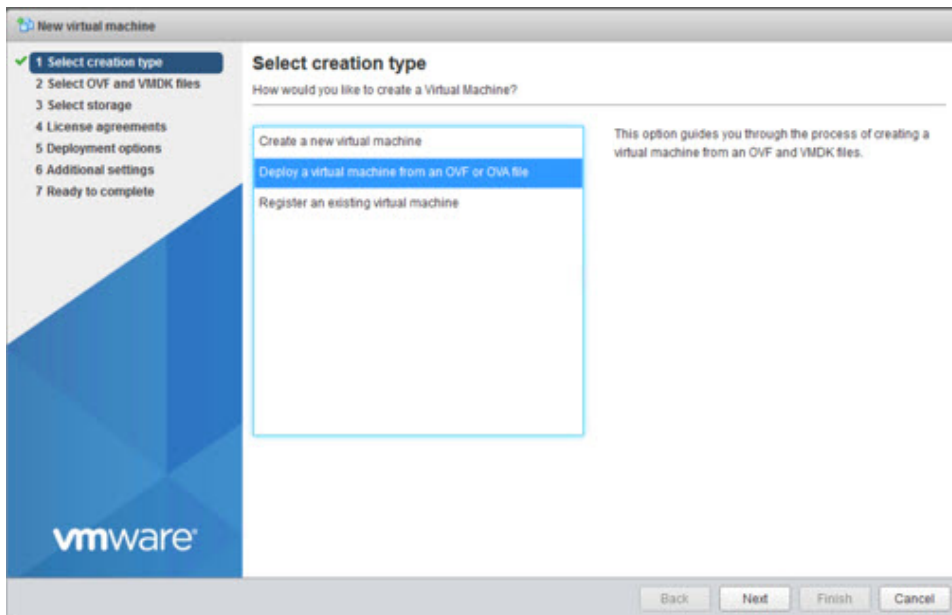 New virtual machine
1 Select creation type
2 Select OVF and VMDK files
3 Select storage
4 License agreements
5 Deployment options
6 Additional settings
7 Ready to complete
Select creation type
How would you like to create a Virtual Machine?
Create a new virtual machine
Deploy a virtual machine from an OVF or OVA file
Register an existing virtual machine
This option guides you through the process of creating a
virtual machine from an OVF and VMDK files.
vmware®
Back
Next
Finish
Cancel